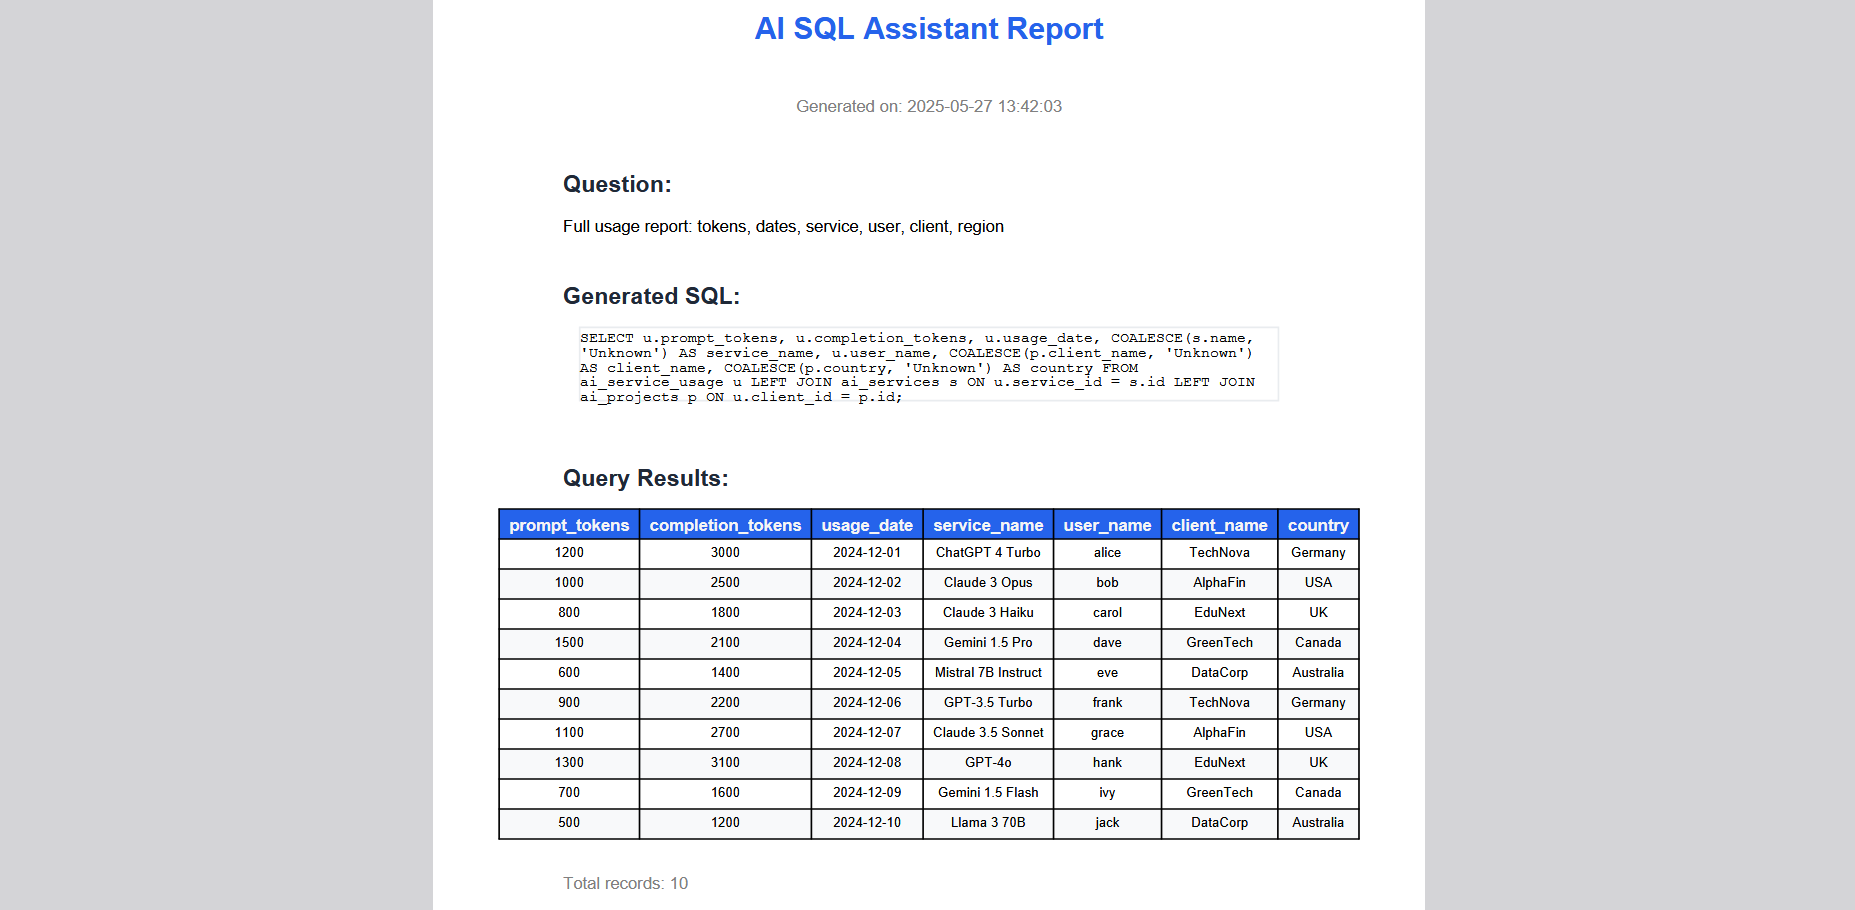 AI SQL Assistant Report
Generated on: 2025-05-27 13:42:03
Question:
Full usage report: tokens, dates, service, user, client, region
Generated SQL:
SELECT u.prompt_tokens, u.completion_tokens, u.usage_date, COALESCE(s.name,
'Unknown') AS service_name, u.user_name, COALESCE(p.client_name, 'Unknown')
AS client_name, COALESCE(p.country, 'Unknown') AS country FROM
ai_service_usage u LEFT JOIN ai_services s ON u.service_id = s.id LEFT JOIN
ai_projects p ON u.client_id = p.id;
Query Results:
prompt_tokens completion_tokens usage_date service_name user_name client_name country
1200 3000 2024-12-01 ChatGPT 4 Turbo alice TechNova Germany
1000 2500 2024-12-02 Claude 3 Opus bob AlphaFin USA
800 1800 2024-12-03 Claude 3 Haiku carol EduNext UK
1500 2100 2024-12-04 Gemini 1.5 Pro dave GreenTech Canada
600 1400 2024-12-05 Mistral 7B Instruct eve DataCorp Australia
900 2200 2024-12-06 GPT-3.5 Turbo frank TechNova Germany
1100 2700 2024-12-07 Claude 3.5 Sonnet grace AlphaFin USA
1300 3100 2024-12-08 GPT-4o hank EduNext UK
700 1600 2024-12-09 Gemini 1.5 Flash ivy GreenTech Canada
500 1200 2024-12-10 Llama 3 70B jack DataCorp Australia
Total records: 10